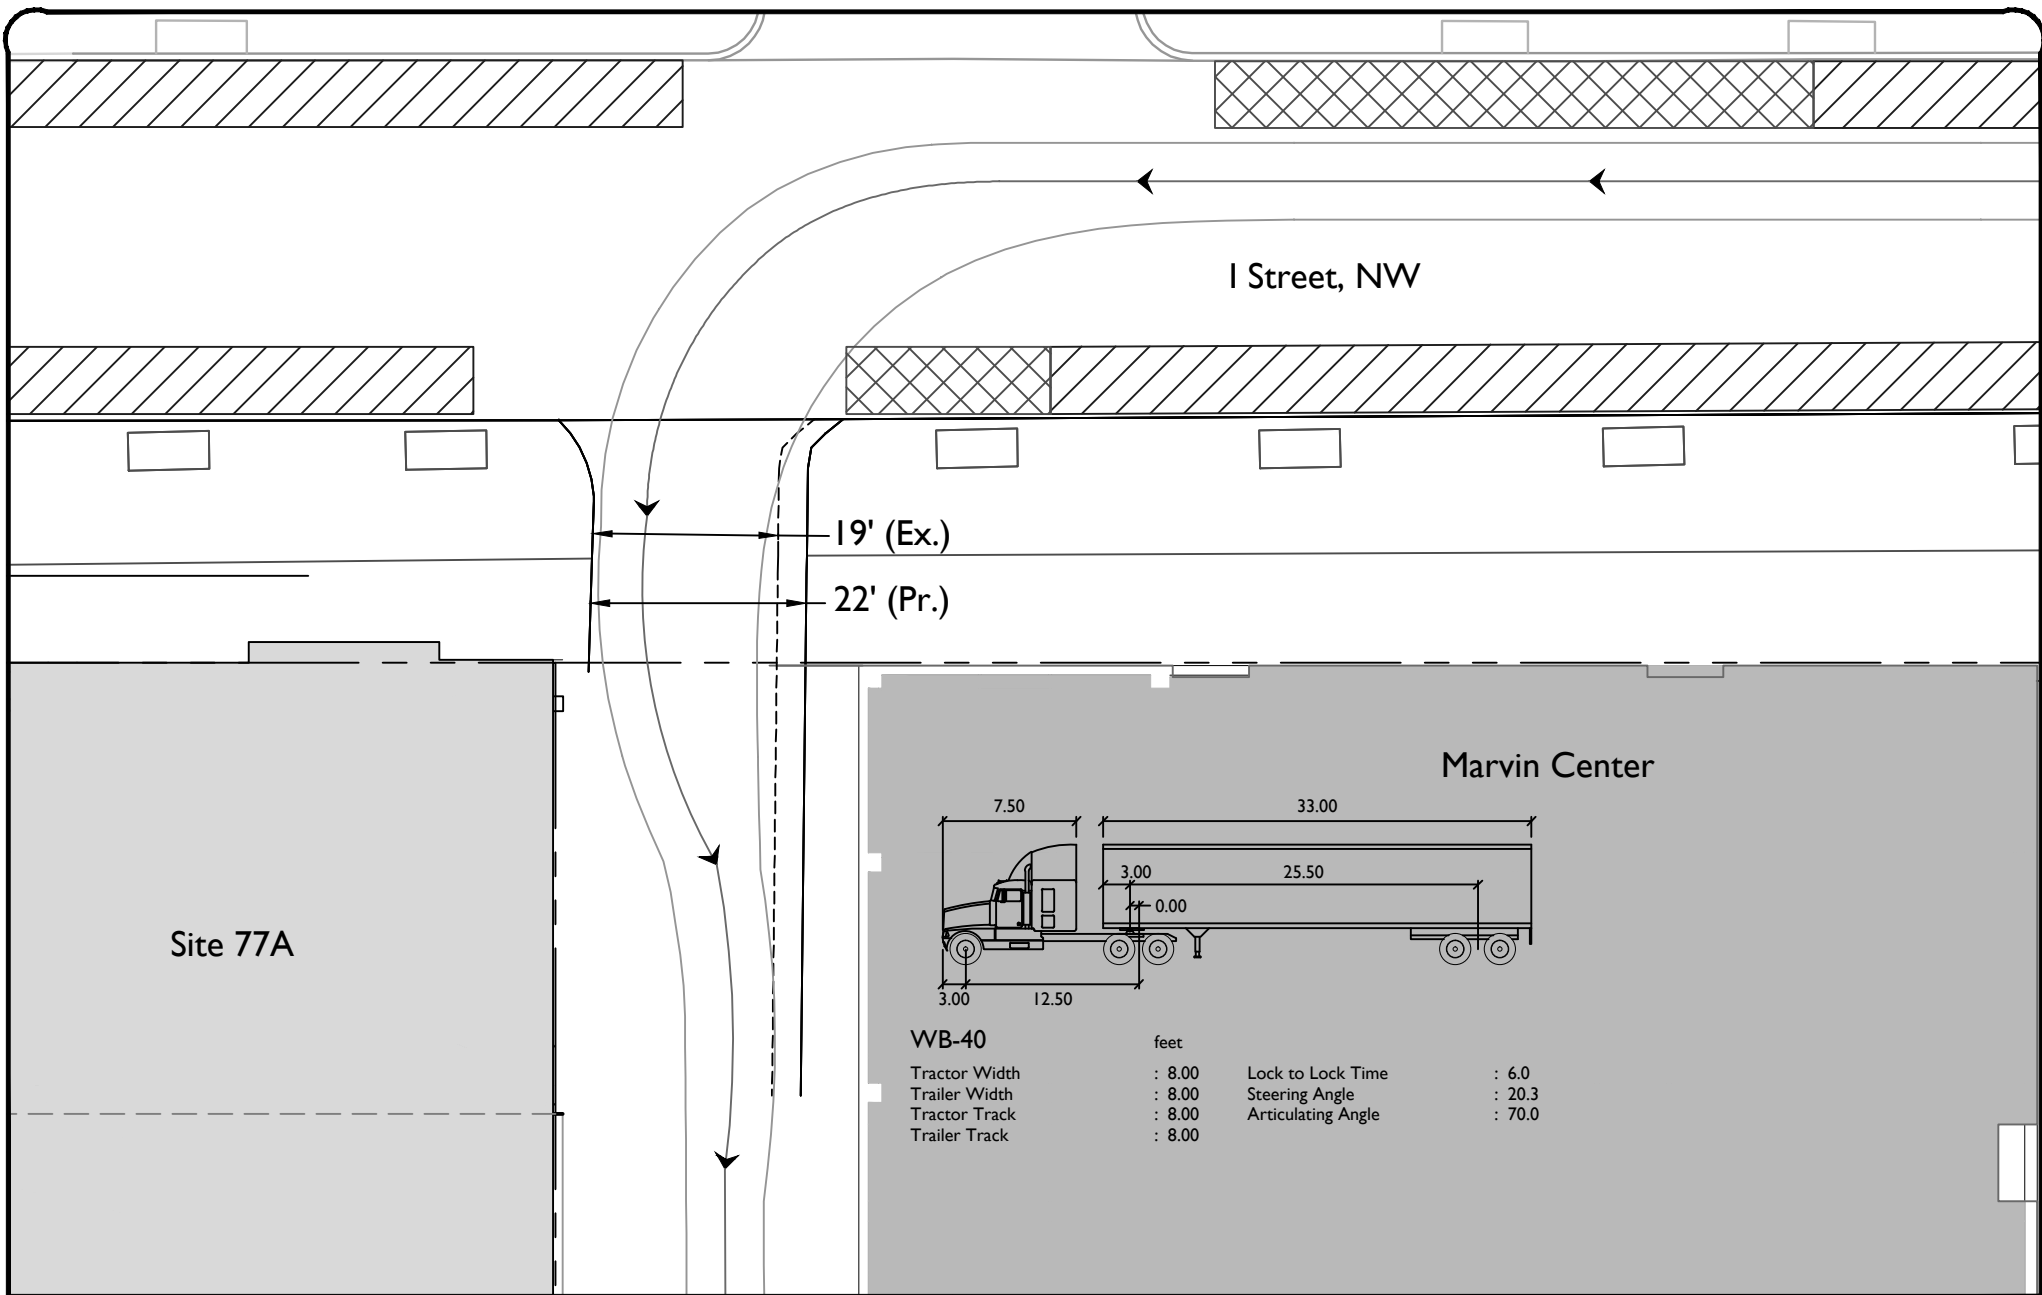 I Street, NW
19' (Ex.)
22' (Pr.)
Marvin Center
7.50
33.00
3.00
25.50
0.00
Site 77A
3.00
12.50
WB-40
feet
Tractor Width : 8.00 Lock to Lock Time : 6.0
Trailer Width : 8.00 Steering Angle : 20.3
Tractor Track : 8.00 Articulating Angle : 70.0
Trailer Track : 8.00